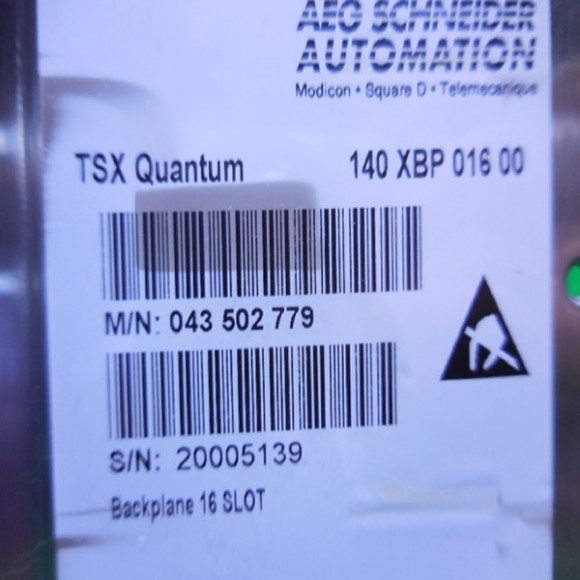 AEG SCHNEIDER
AUTOMATION
Modicon • Square D • Telemecanique
TSX Quantum 140 XBP 016 00
M/N: 043 502 779
S/N: 20005139
Backplane 16 SLOT